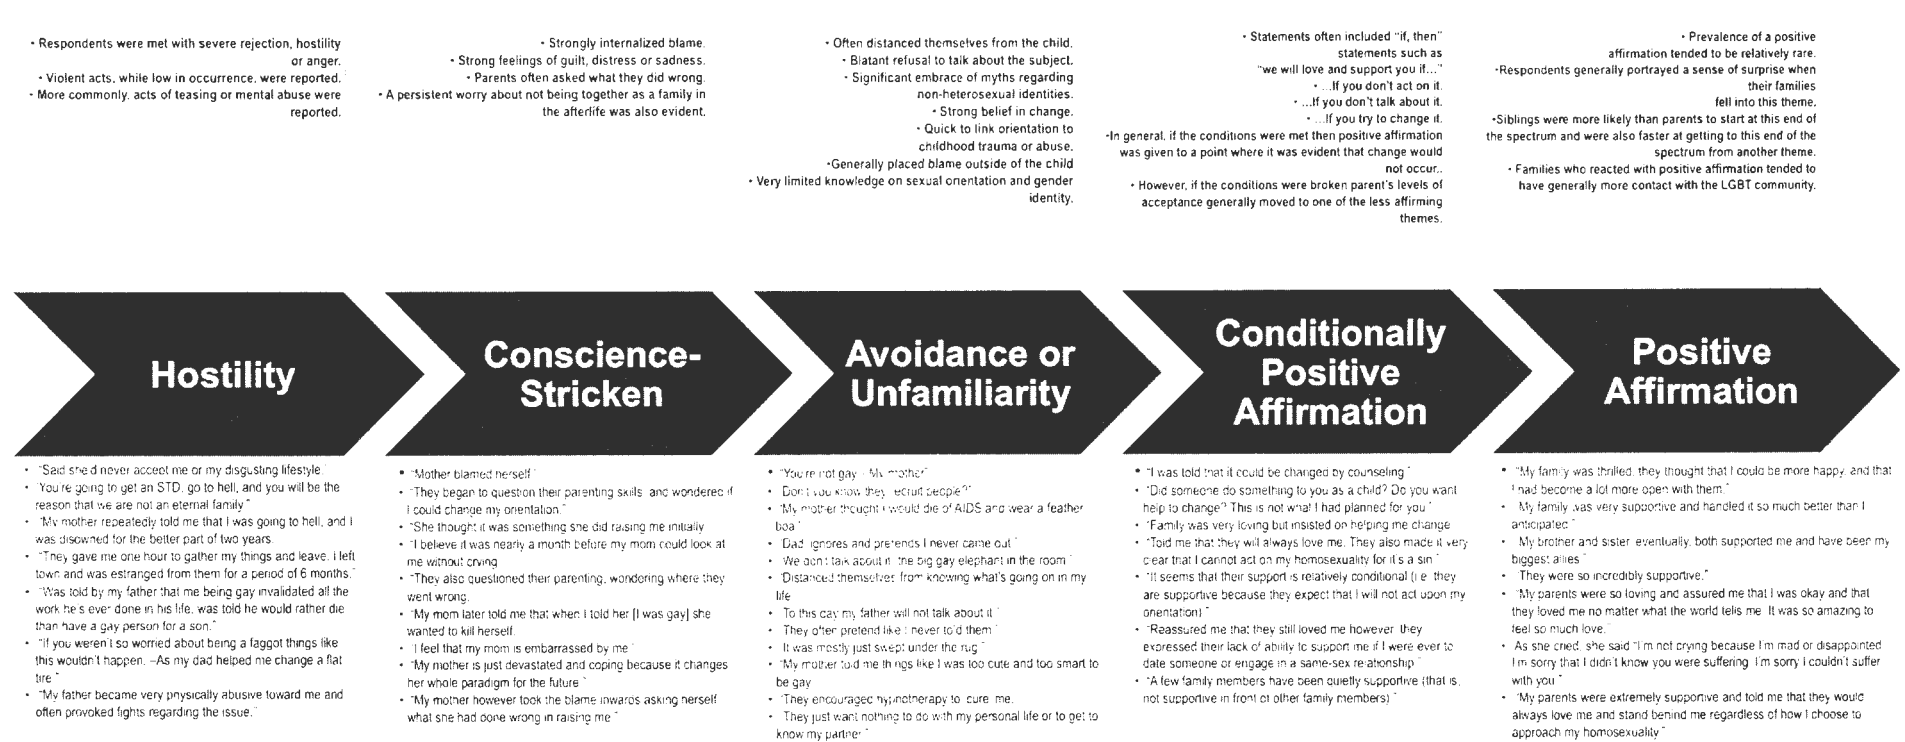 • Respondents were met with severe rejection, hostility
or anger.
• Violent acts, while low in occurrence, were reported.
• More commonly, acts of teasing or mental abuse were
reported.
• Strongly internalized blame.
• Strong feelings of guilt, distress or sadness.
• Parents often asked what they did wrong.
• A persistent worry about not being together as a family in
the afterlife was also evident.
• Often distanced themselves from the child.
• Blatant refusal to talk about the subject.
• Significant embrace of myths regarding
non-heterosexual identities.
• Strong belief in change.
• Quick to link orientation to
childhood trauma or abuse.
•Generally placed blame outside of the child
• Very limited knowledge on sexual orientation and gender
identity.
• Statements often included "if, then"
statements such as
"we will love and support you if..."
• ...If you don't act on it.
• ...If you don't talk about it.
• ...If you try to change it.
•In general, if the conditions were met then positive affirmation
was given to a point where it was evident that change would
not occur..
• However, if the conditions were broken parent's levels of
acceptance generally moved to one of the less affirming
themes.
• Prevalence of a positive
affirmation tended to be relatively rare.
•Respondents generally portrayed a sense of surprise when
their families
fell into this theme.
•Siblings were more likely than parents to start at this end of
the spectrum and were also faster at getting to this end of the
spectrum from another theme.
• Families who reacted with positive affirmation tended to
have generally more contact with the LGBT community.
Hostility
Conscience-
Stricken
Avoidance or
Unfamiliarity
Conditionally
Positive
Affirmation
Positive
Affirmation
• "Said she'd never accept me or my disgusting lifestyle."
• "You're going to get an STD, go to hell, and you will be the
reason that we are not an eternal family"
• "My mother repeatedly told me that I was going to hell, and I
was disowned for the better part of two years.
• "They gave me one hour to gather my things and leave. I left
town and was estranged from them for a period of 6 months."
• "Was told by my father that me being gay invalidated all the
work he's ever done in his life, was told he would rather die
than have a gay person for a son."
• "If you weren't so worried about being a faggot things like
this wouldn't happen. –As my dad helped me change a flat
tire "
• "My father became very physically abusive toward me and
often provoked fights regarding the issue."
• "Mother blamed herself"
• "They began to question their parenting skills and wondered if
I could change my orientation."
• "She thought it was something she did raising me initially
• "I believe it was nearly a month before my mom could look at
me without crying
• "They also questioned their parenting, wondering where they
went wrong.
• "My mom later told me that when I told her [I was gay] she
wanted to kill herself.
• "I feel that my mom is embarrassed by me "
• "My mother is just devastated and coping because it changes
her whole paradigm for the future "
• "My mother however took the blame inwards asking herself
what she had done wrong in raising me "
• "You're not gay - My mother"
• Don't you know they recruit people?"
• "My mother thought I would die of AIDS and wear a feather
boa "
• "Dad ignores and pretends I never came out "
• "We don't talk about it, the big gay elephant in the room "
• "Distanced themselves from knowing what's going on in my
life
• To this day my father will not talk about it "
• They often pretend like I never told them "
• It was mostly just swept under the rug "
• "My mother told me things like I was too cute and too smart to
be gay
• "They encouraged hypnotherapy to cure me.
• They just want nothing to do with my personal life or to get to
know my partner "
• "I was told that it could be changed by counseling "
• "Did someone do something to you as a child? Do you want
help to change? This is not what I had planned for you "
• "Family was very loving but insisted on helping me change
• "Told me that they will always love me. They also made it very
clear that I cannot act on my homosexuality for it's a sin "
• "It seems that their support is relatively conditional (i.e. they
are supportive because they expect that I will not act upon my
orientation) "
• "Reassured me that they still loved me however they
expressed their lack of ability to support me if I were ever to
date someone or engage in a same-sex relationship "
• "A few family members have been quietly supportive (that is,
not supportive in front of other family members) "
• "My family was thrilled, they thought that I could be more happy, and that
I had become a lot more open with them."
• My family was very supportive and handled it so much better than I
anticipated "
• My brother and sister, eventually, both supported me and have been my
biggest allies "
• They were so incredibly supportive."
• "My parents were so loving and assured me that I was okay and that
they loved me no matter what the world tells me. It was so amazing to
feel so much love."
• As she cried, she said "I'm not crying because I'm mad or disappointed
I'm sorry that I didn't know you were suffering. I'm sorry I couldn't suffer
with you "
• "My parents were extremely supportive and told me that they would
always love me and stand behind me regardless of how I choose to
approach my homosexuality "